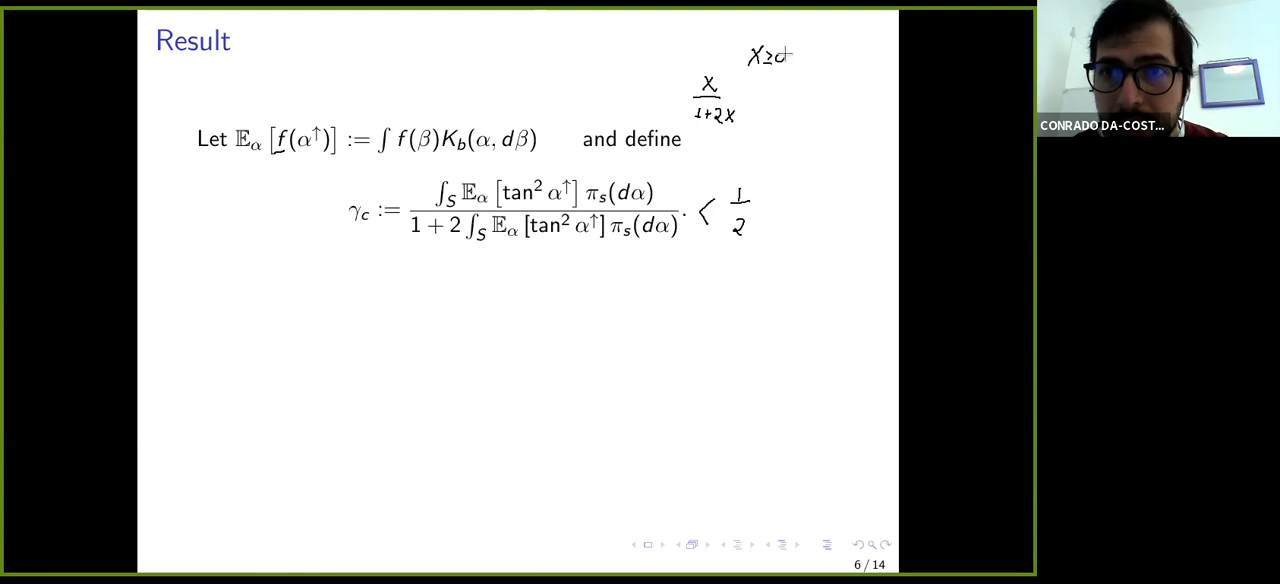 Result
X≥0
X
1+2X
Let 𝔼_α [f(α↑)] := ∫ f(β)K_b(α, dβ) and define
γ_c := ∫_S 𝔼_α [tan² α↑] π_s(dα) / 1 + 2 ∫_S 𝔼_α [tan² α↑] π_s(dα) . < 1/2
6 / 14
CONRADO DA-COST...